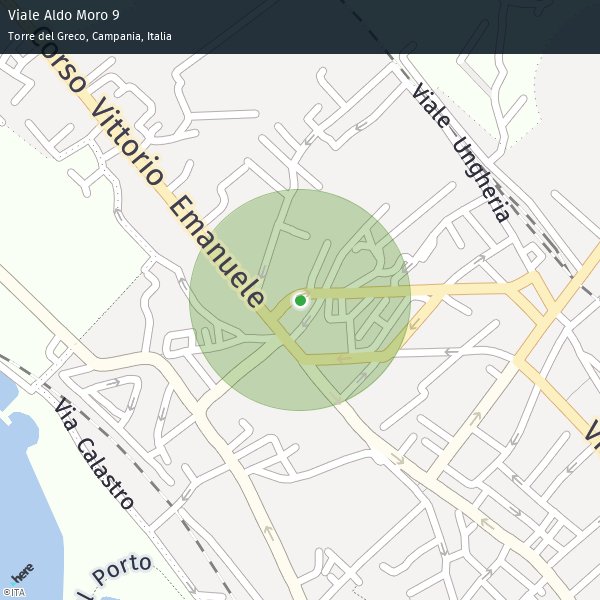 Viale Aldo Moro 9
Torre del Greco, Campania, Italia
corso Vittorio Emanuele
Viale Ungheria
Via Calastro
l Porto
Vi
here
©ITA